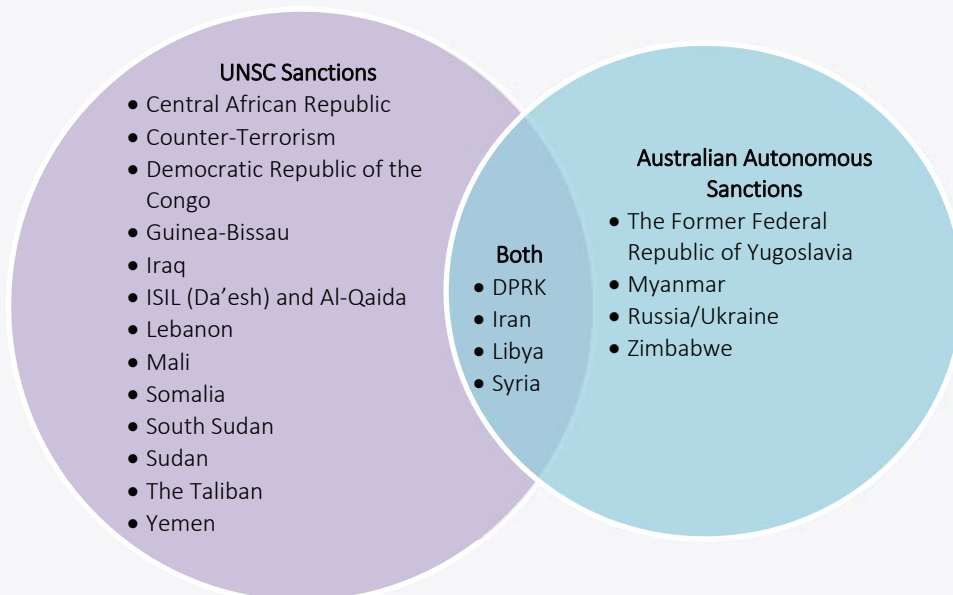 UNSC Sanctions
• Central African Republic
• Counter-Terrorism
• Democratic Republic of the
Congo
• Guinea-Bissau
• Iraq
• ISIL (Da’esh) and Al-Qaida
• Lebanon
• Mali
• Somalia
• South Sudan
• Sudan
• The Taliban
• Yemen
Both
• DPRK
• Iran
• Libya
• Syria
Australian Autonomous
Sanctions
• The Former Federal
Republic of Yugoslavia
• Myanmar
• Russia/Ukraine
• Zimbabwe